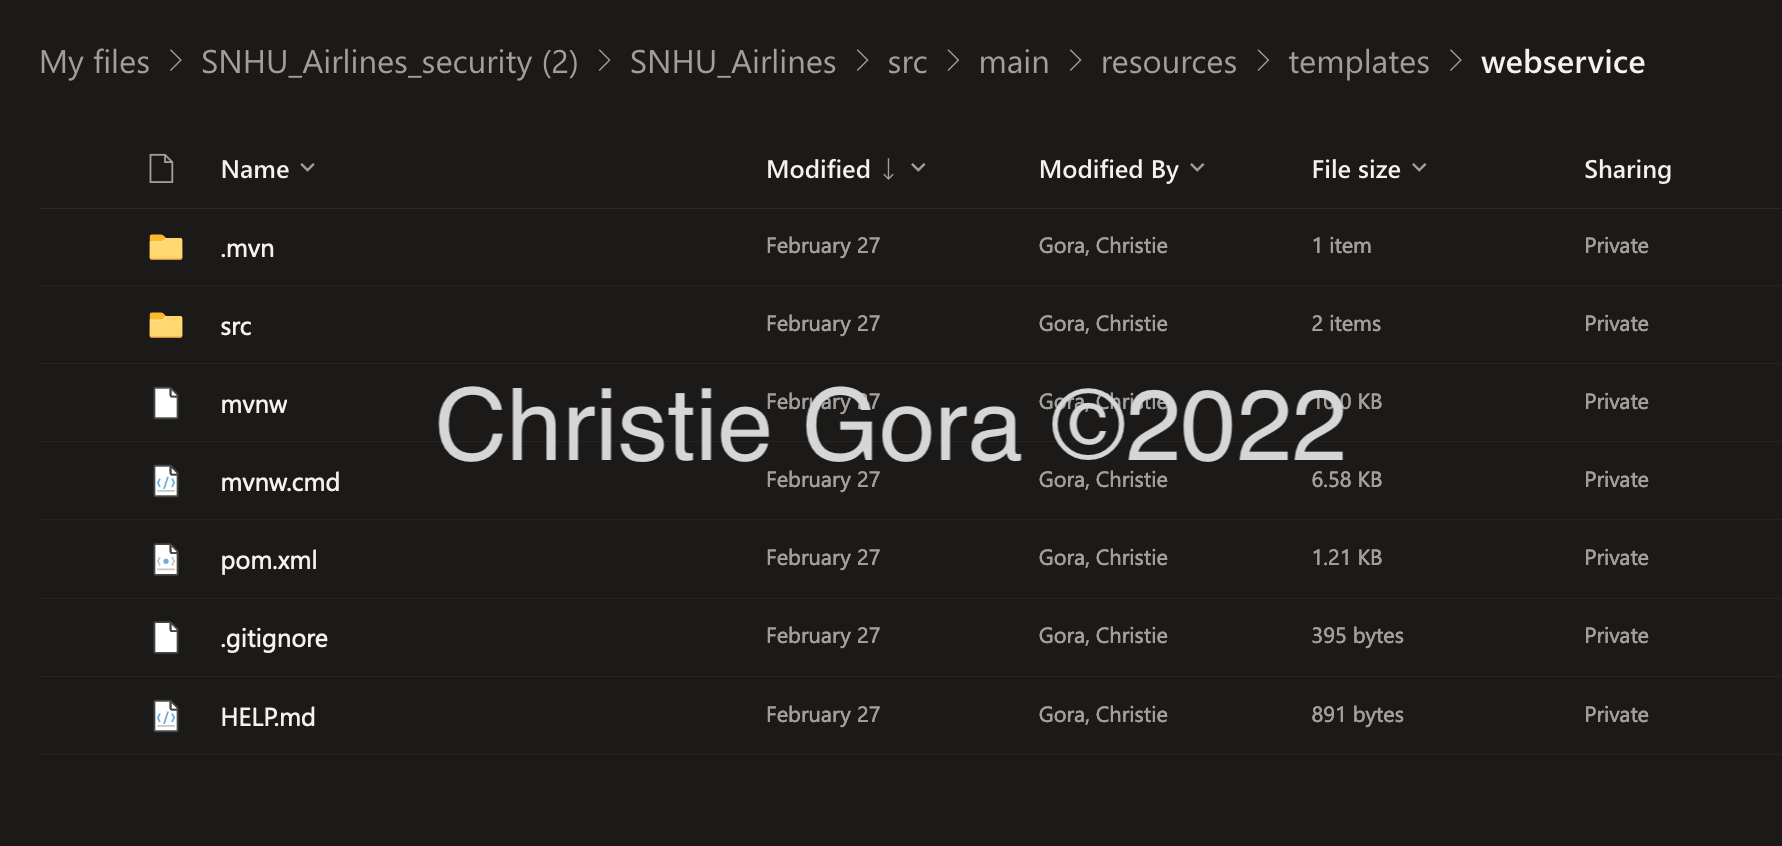 My files > SNHU_Airlines_security (2) > SNHU_Airlines > src > main > resources > templates > webservice
Name Modified ↓ Modified By File size Sharing
.mvn February 27 Gora, Christie 1 item Private
src February 27 Gora, Christie 2 items Private
mvnw February 27 Gora, Christie 10.0 KB Private
Christie Gora ©2022
mvnw.cmd February 27 Gora, Christie 6.58 KB Private
pom.xml February 27 Gora, Christie 1.21 KB Private
.gitignore February 27 Gora, Christie 395 bytes Private
HELP.md February 27 Gora, Christie 891 bytes Private